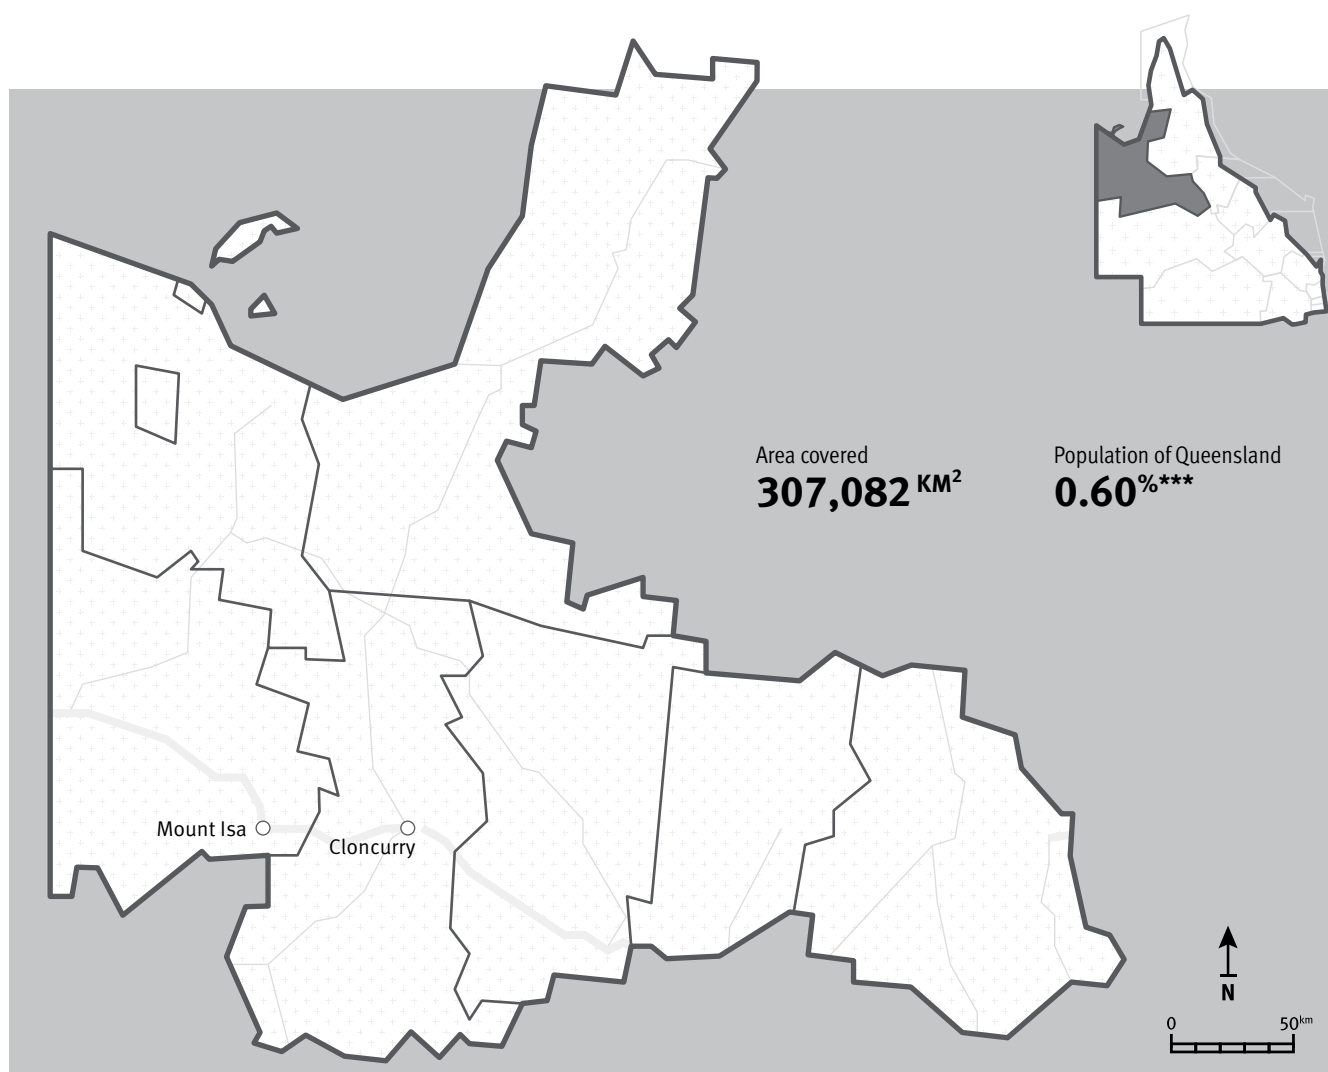 Area covered
307,082 KM²
Population of Queensland
0.60%***
Mount Isa
Cloncurry
N
0 50km